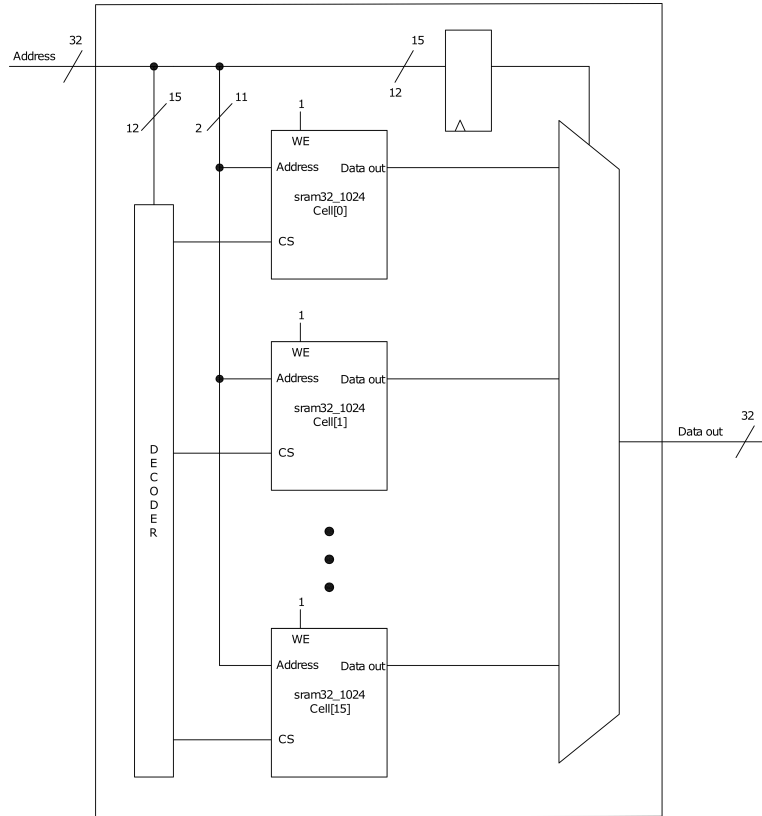 32
15
Address
15
11
12
1
12
2
WE
Address
Data out
sram32_1024
Cell[0]
CS
1
WE
Address
Data out
sram32_1024
Cell[1]
32
Data out
CS
DECODER
1
WE
Address
Data out
sram32_1024
Cell[15]
CS